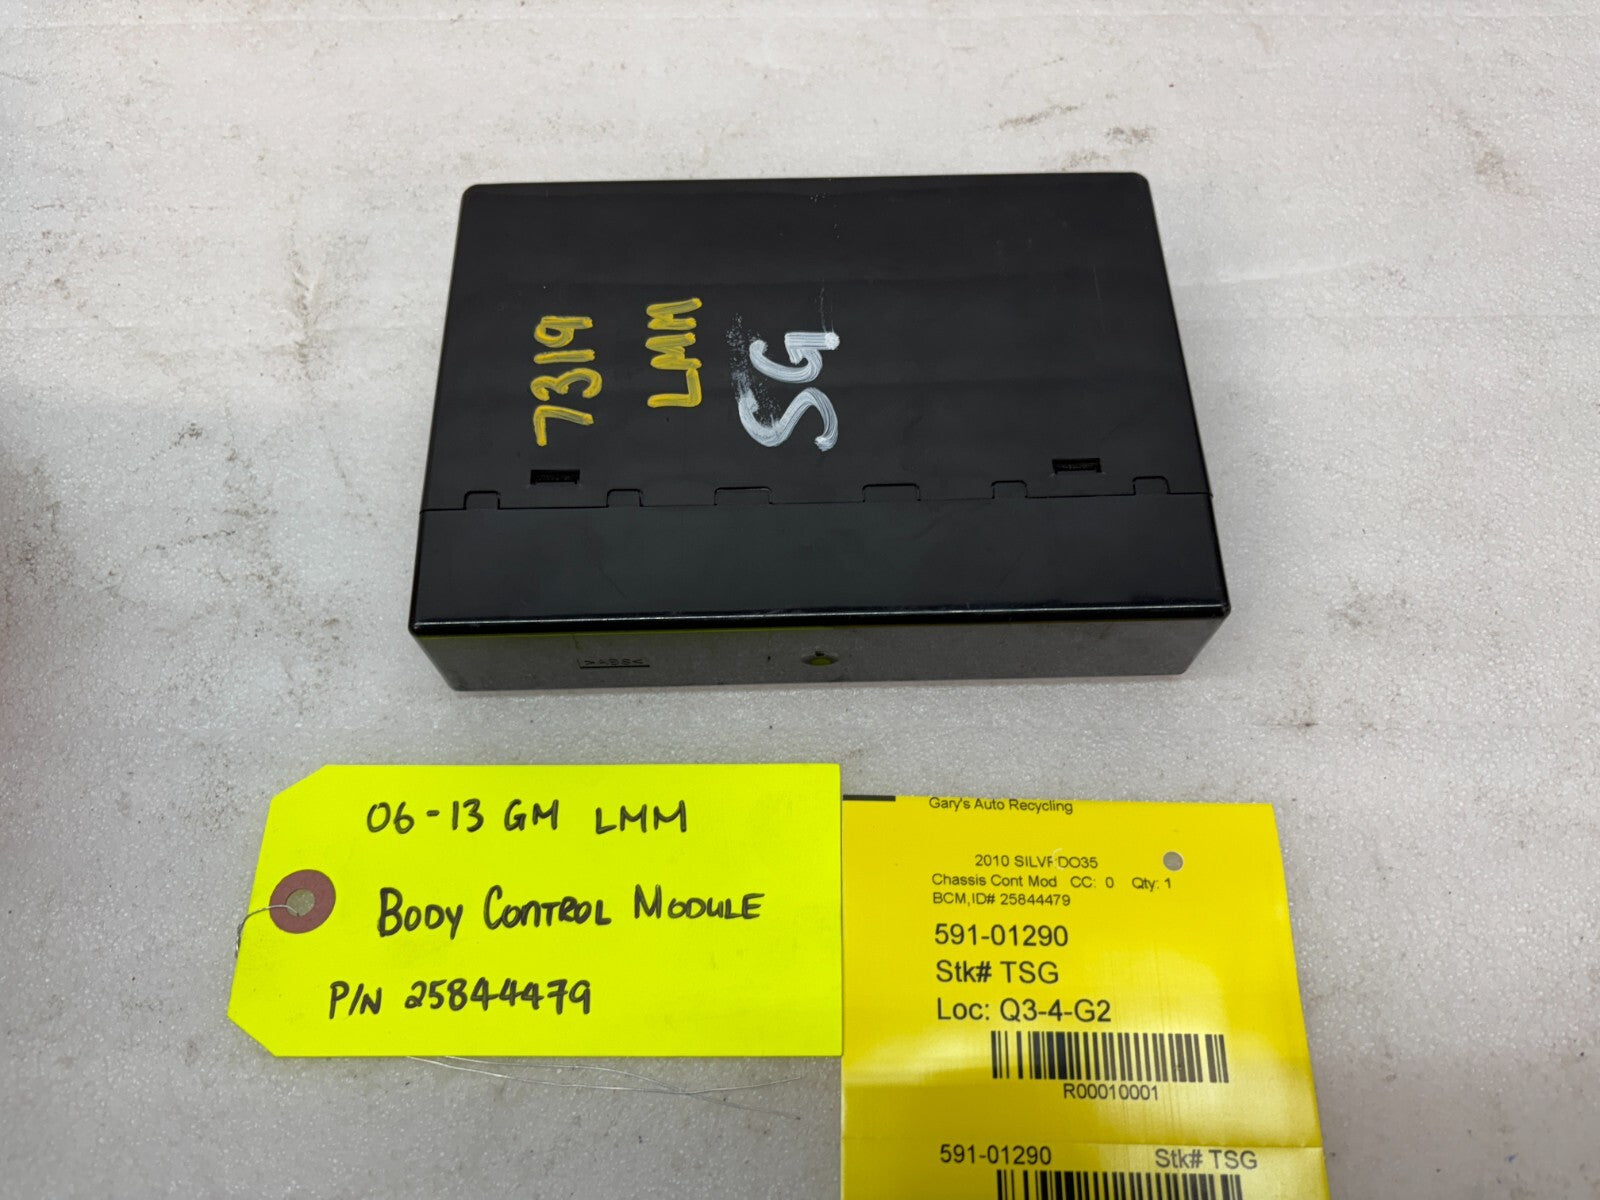 7319
LMM
SG
>ABS<
06-13 GM LMM
BODY CONTROL MODULE
P/N 25844479
Gary's Auto Recycling
2010 SILVR DO35
Chassis Cont Mod CC: 0 Qty: 1
BCM,ID# 25844479
591-01290
Stk# TSG
Loc: Q3-4-G2
R00010001
591-01290 Stk# TSG